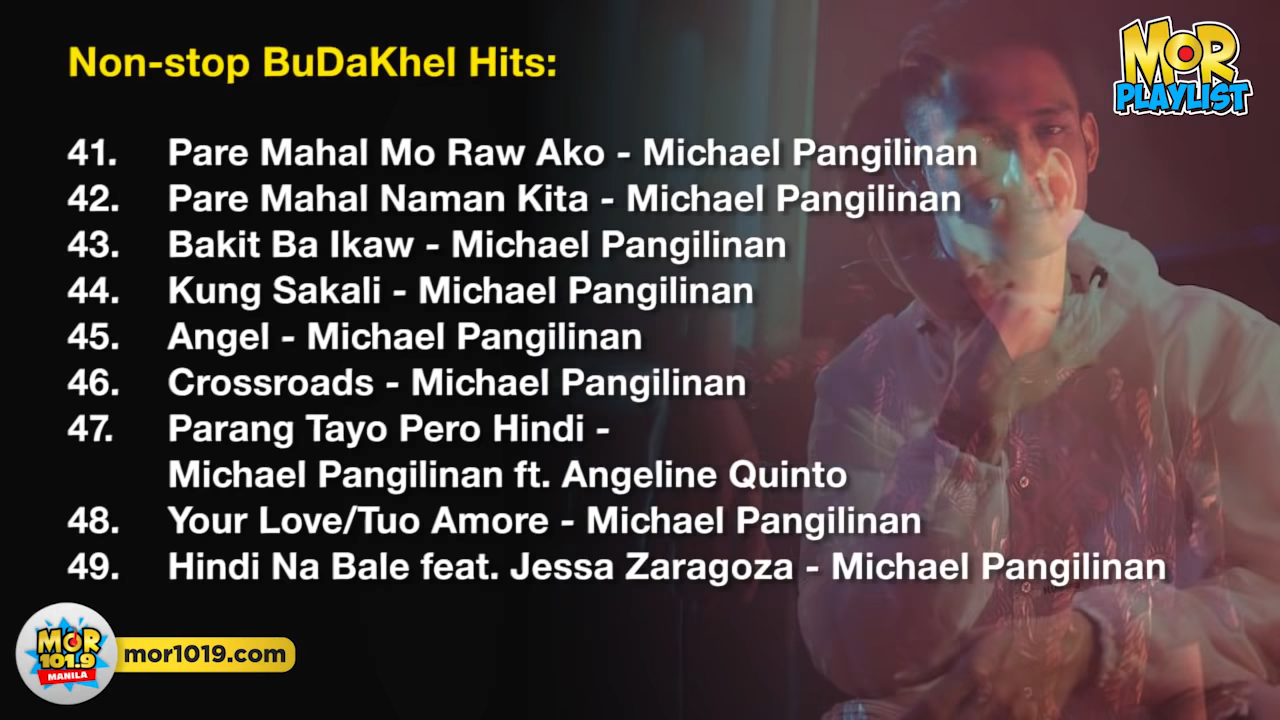 Non-stop BuDaKhel Hits:
MOR
PLAYLIST
41. Pare Mahal Mo Raw Ako - Michael Pangilinan
42. Pare Mahal Naman Kita - Michael Pangilinan
43. Bakit Ba Ikaw - Michael Pangilinan
44. Kung Sakali - Michael Pangilinan
45. Angel - Michael Pangilinan
46. Crossroads - Michael Pangilinan
47. Parang Tayo Pero Hindi -
Michael Pangilinan ft. Angeline Quinto
48. Your Love/Tuo Amore - Michael Pangilinan
49. Hindi Na Bale feat. Jessa Zaragoza - Michael Pangilinan
MOR
101.9
MANILA
mor1019.com